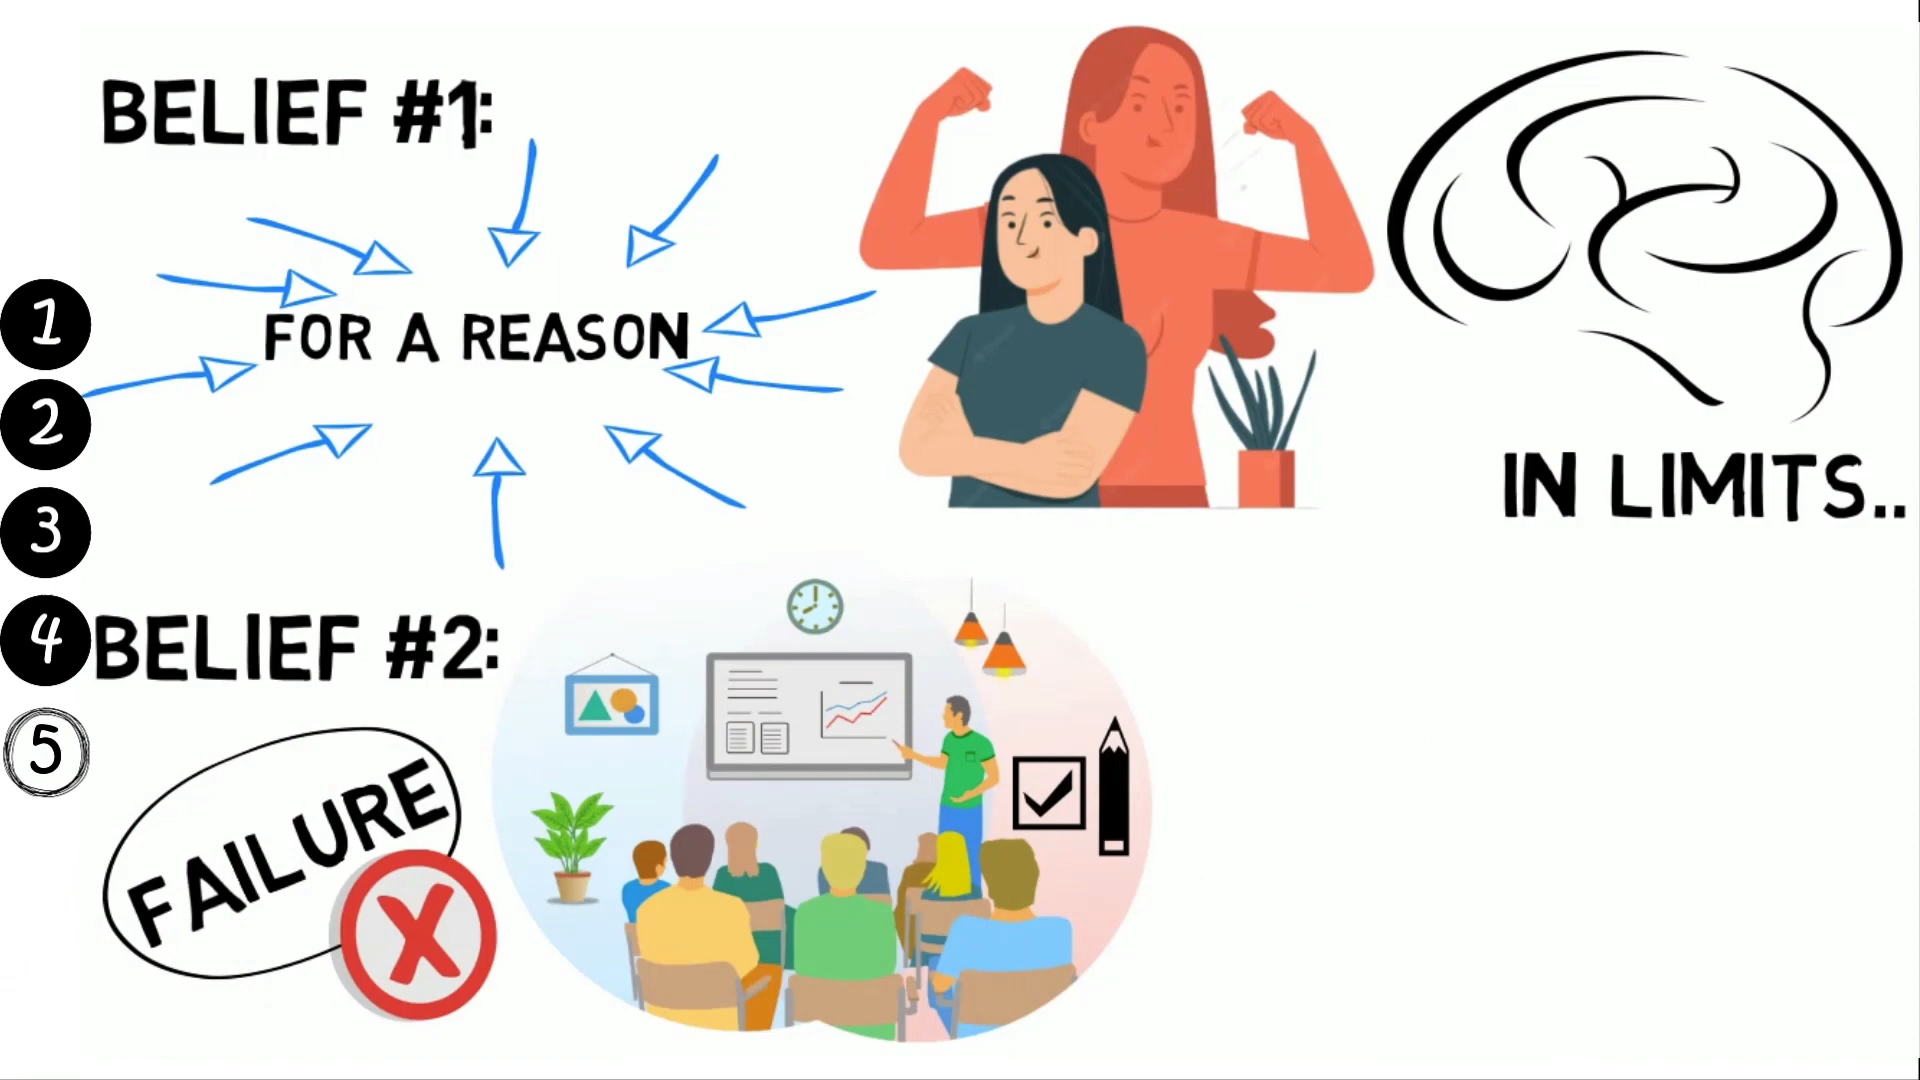 BELIEF #1:
FOR A REASON
IN LIMITS..
1
2
3
4
5
BELIEF #2:
FAILURE
X